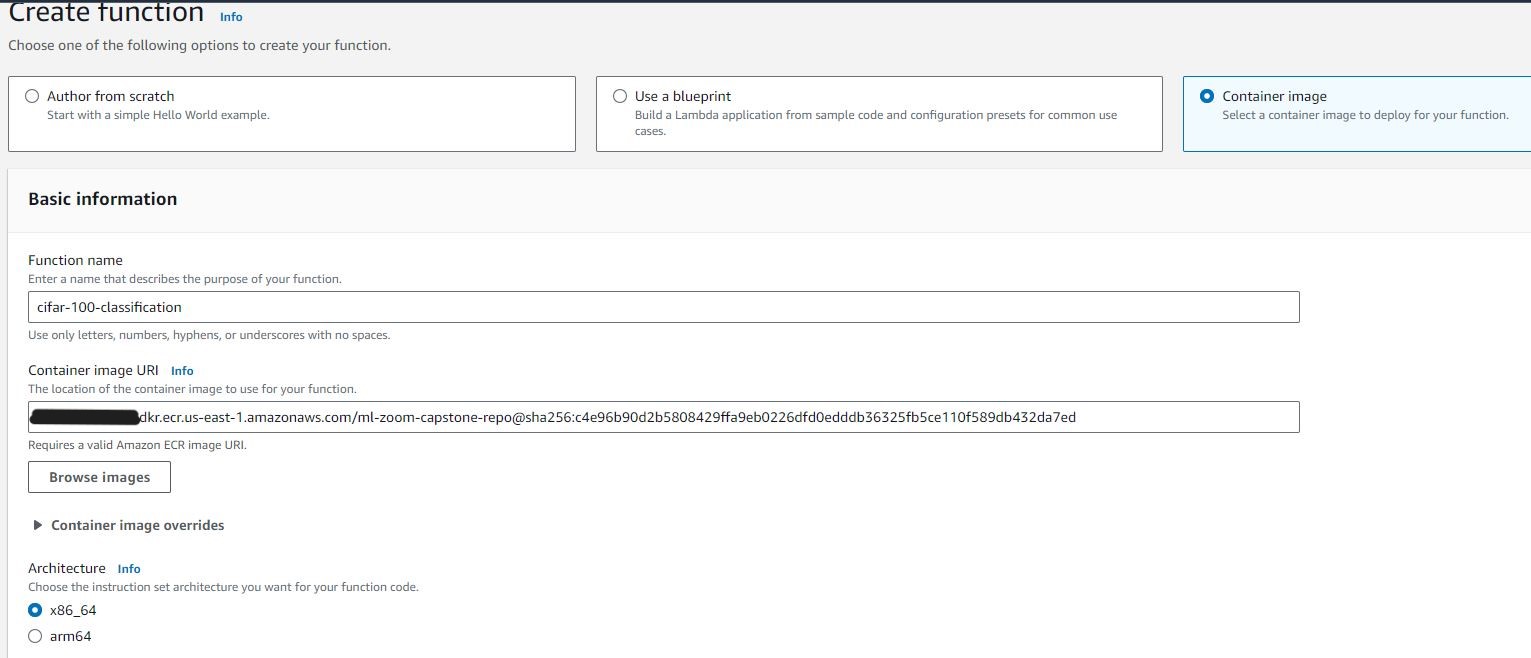 Create function Info
Choose one of the following options to create your function.
Author from scratch
Start with a simple Hello World example.
Use a blueprint
Build a Lambda application from sample code and configuration presets for common use
cases.
Container image
Select a container image to deploy for your function.
Basic information
Function name
Enter a name that describes the purpose of your function.
cifar-100-classification
Use only letters, numbers, hyphens, or underscores with no spaces.
Container image URI Info
The location of the container image to use for your function.
dkr.ecr.us-east-1.amazonaws.com/ml-zoom-capstone-repo@sha256:c4e96b90d2b5808429ffa9eb0226dfd0edddb36325fb5ce110f589db432da7ed
Requires a valid Amazon ECR image URI.
Browse images
Container image overrides
Architecture Info
Choose the instruction set architecture you want for your function code.
x86_64
arm64